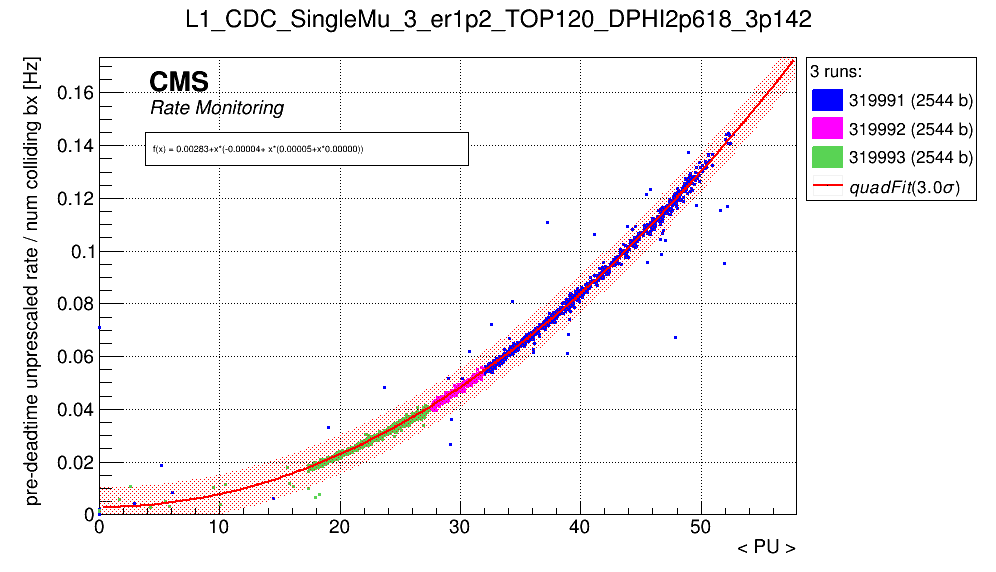 L1_CDC_SingleMu_3_er1p2_TOP120_DPHI2p618_3p142
pre-deadtime unprescaled rate / num colliding bx [Hz]
CMS
Rate Monitoring
f(x) = 0.00283+x*(-0.00004+ x*(0.00005+x*0.00000))
0.16
0.14
0.12
0.1
0.08
0.06
0.04
0.02
0
0 10 20 30 40 50
< PU >
3 runs:
319991 (2544 b)
319992 (2544 b)
319993 (2544 b)
quadFit(3.0σ)